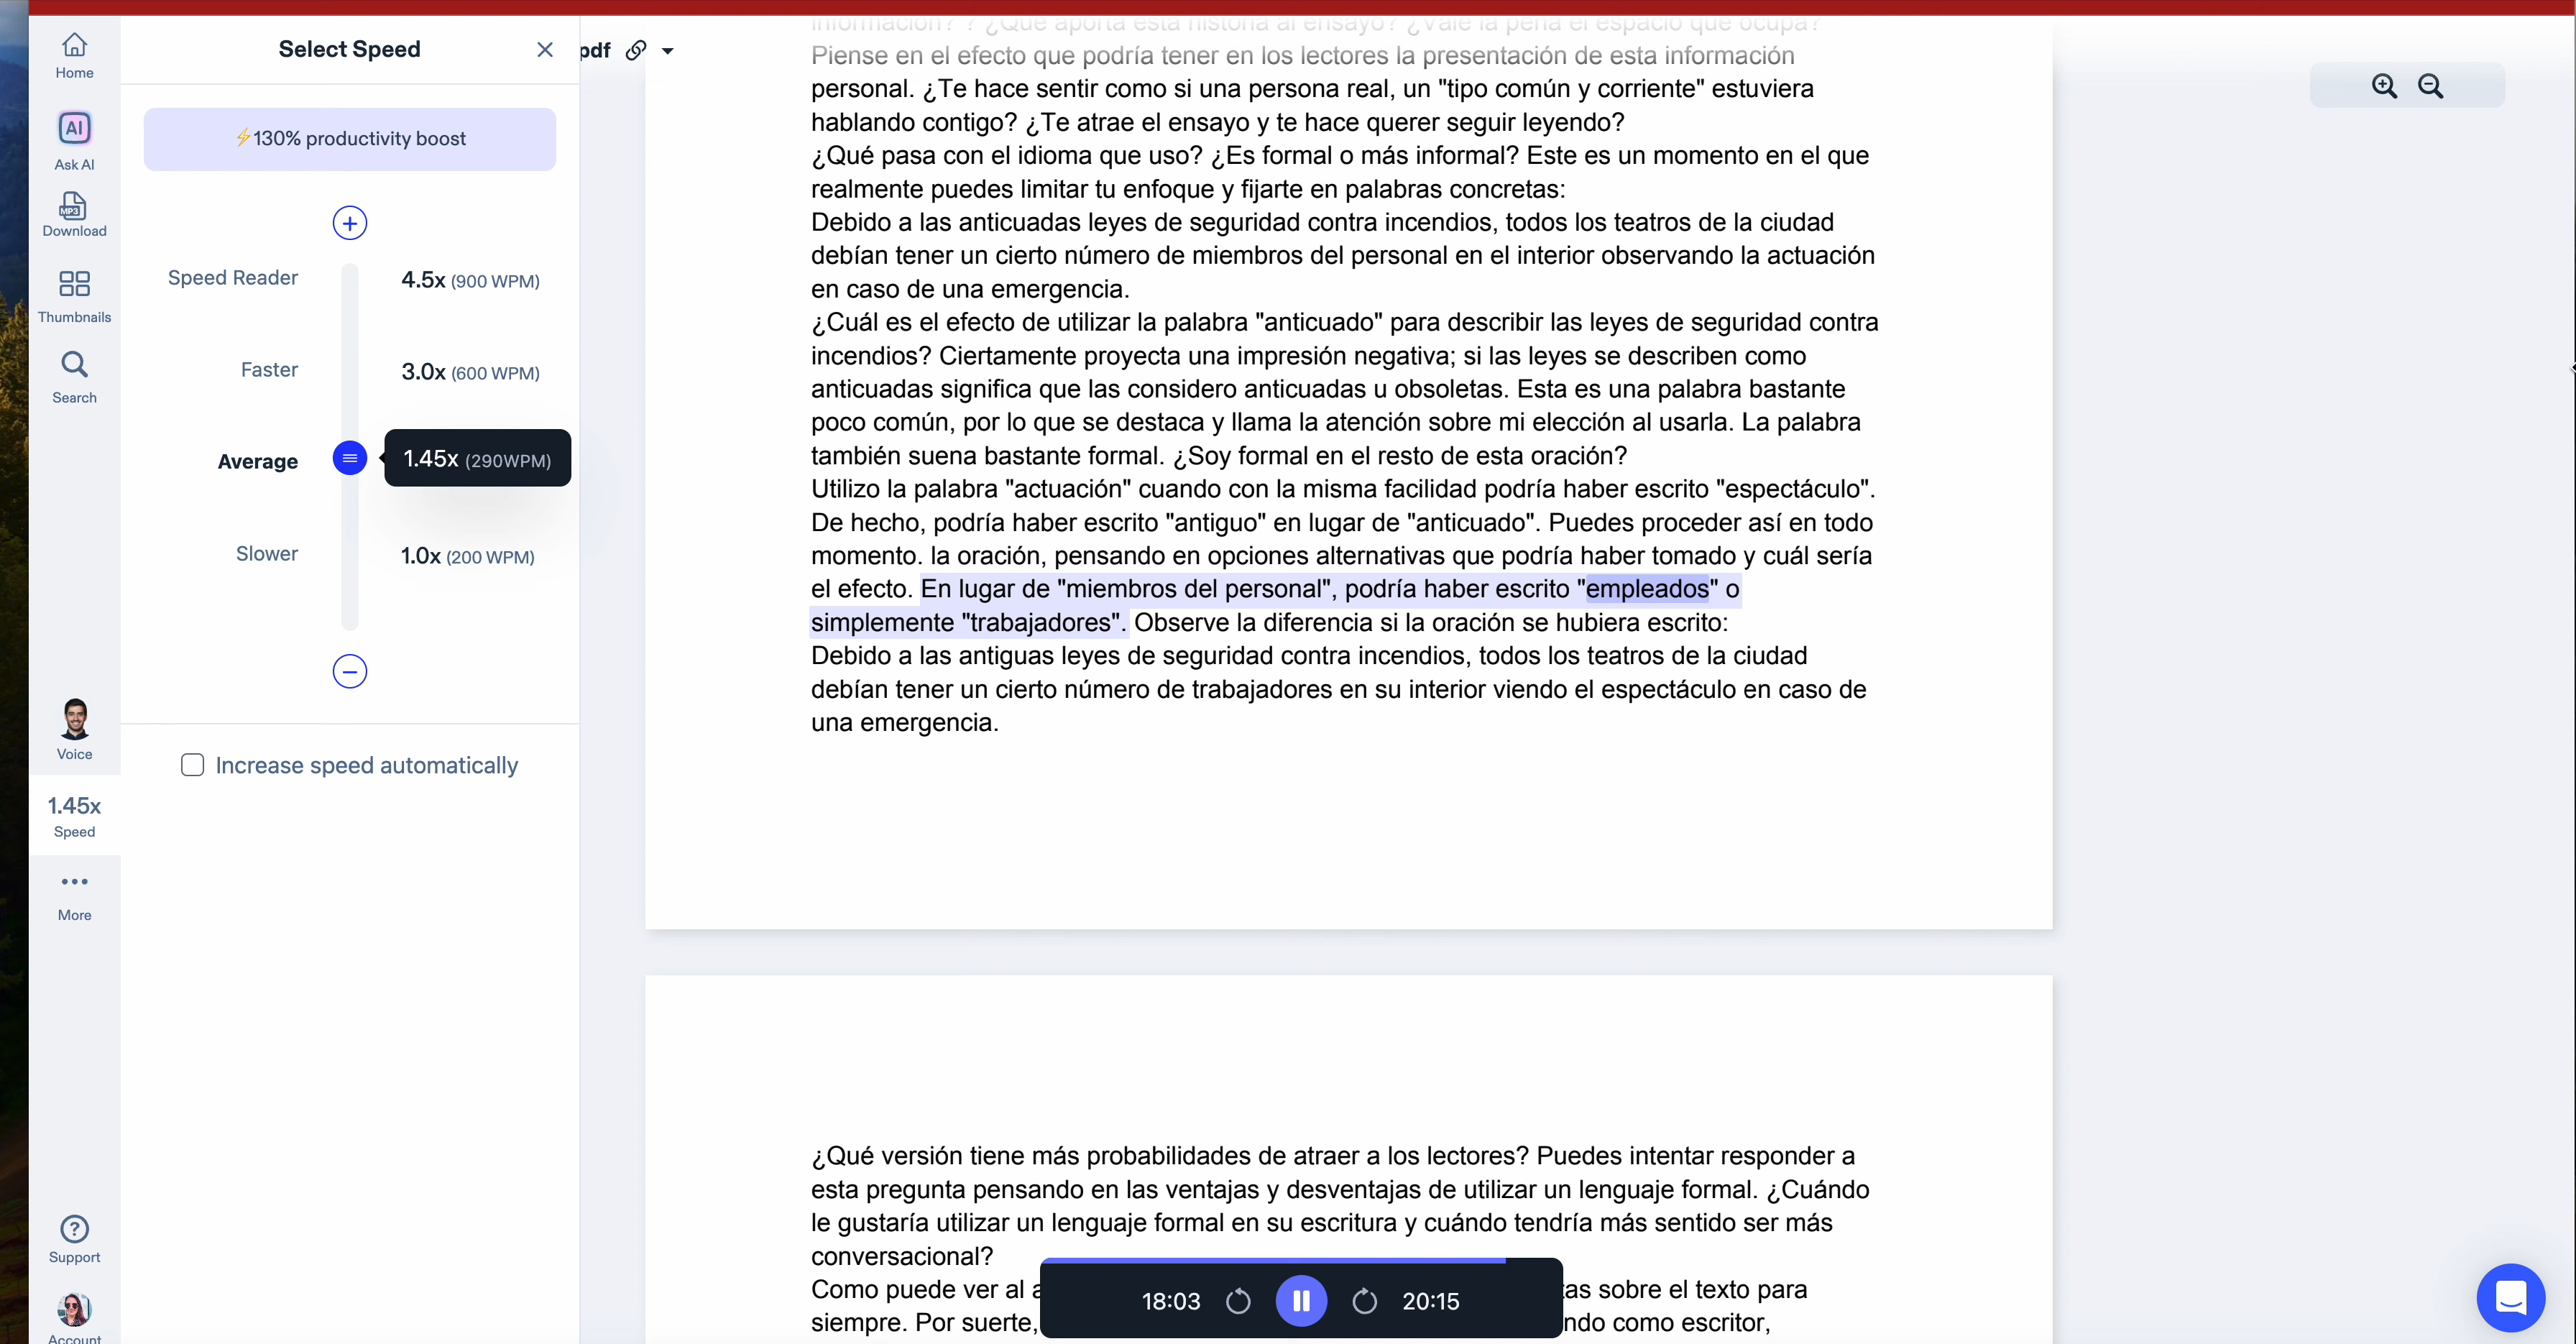 Home
Ask AI
MP3
Download
Thumbnails
Search
Voice
1.45x
Speed
More
Support
Account
Select Speed
⚡130% productivity boost
Speed Reader 4.5x (900 WPM)
Faster 3.0x (600 WPM)
Average 1.45x (290WPM)
Slower 1.0x (200 WPM)
Increase speed automatically
pdf
información? ? ¿Qué aporta esta historia al ensayo? ¿Vale la pena el espacio que ocupa?
Piense en el efecto que podría tener en los lectores la presentación de esta información
personal. ¿Te hace sentir como si una persona real, un "tipo común y corriente" estuviera
hablando contigo? ¿Te atrae el ensayo y te hace querer seguir leyendo?
¿Qué pasa con el idioma que uso? ¿Es formal o más informal? Este es un momento en el que
realmente puedes limitar tu enfoque y fijarte en palabras concretas:
Debido a las anticuadas leyes de seguridad contra incendios, todos los teatros de la ciudad
debían tener un cierto número de miembros del personal en el interior observando la actuación
en caso de una emergencia.
¿Cuál es el efecto de utilizar la palabra "anticuado" para describir las leyes de seguridad contra
incendios? Ciertamente proyecta una impresión negativa; si las leyes se describen como
anticuadas significa que las considero anticuadas u obsoletas. Esta es una palabra bastante
poco común, por lo que se destaca y llama la atención sobre mi elección al usarla. La palabra
también suena bastante formal. ¿Soy formal en el resto de esta oración?
Utilizo la palabra "actuación" cuando con la misma facilidad podría haber escrito "espectáculo".
De hecho, podría haber escrito "antiguo" en lugar de "anticuado". Puedes proceder así en todo
momento. la oración, pensando en opciones alternativas que podría haber tomado y cuál sería
el efecto. En lugar de "miembros del personal", podría haber escrito "empleados" o
simplemente "trabajadores". Observe la diferencia si la oración se hubiera escrito:
Debido a las antiguas leyes de seguridad contra incendios, todos los teatros de la ciudad
debían tener un cierto número de trabajadores en su interior viendo el espectáculo en caso de
una emergencia.
¿Qué versión tiene más probabilidades de atraer a los lectores? Puedes intentar responder a
esta pregunta pensando en las ventajas y desventajas de utilizar un lenguaje formal. ¿Cuándo
le gustaría utilizar un lenguaje formal en su escritura y cuándo tendría más sentido ser más
conversacional?
Como puede ver al a tas sobre el texto para
siempre. Por suerte, ndo como escritor,
18:03 20:15